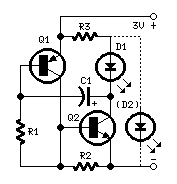 R3
3V
+
Q1
D1
C1
+
(D2)
Q2
R1
R2
-